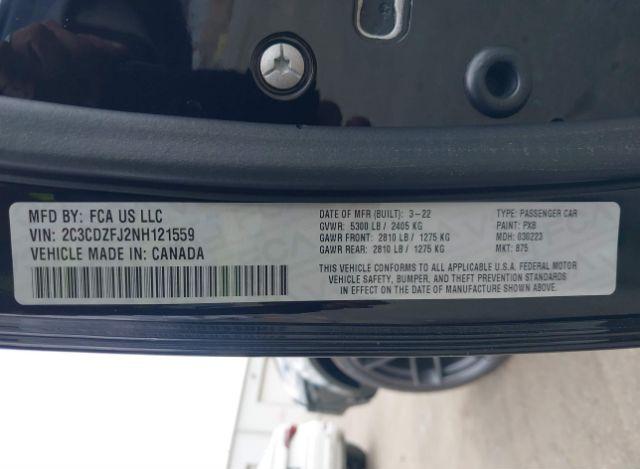 MFD BY: FCA US LLC
VIN: 2C3CDZFJ2NH121559
VEHICLE MADE IN: CANADA
DATE OF MFR (BUILT): 3-22
GVWR: 5300 LB / 2405 KG
GAWR FRONT: 2810 LB / 1275 KG
GAWR REAR: 2810 LB / 1275 KG
TYPE: PASSENGER CAR
PAINT: PX8
MDH: 030223
MKT: 875
THIS VEHICLE CONFORMS TO ALL APPLICABLE U.S.A. FEDERAL MOTOR
VEHICLE SAFETY, BUMPER, AND THEFT PREVENTION STANDARDS
IN EFFECT ON THE DATE OF MANUFACTURE SHOWN ABOVE.